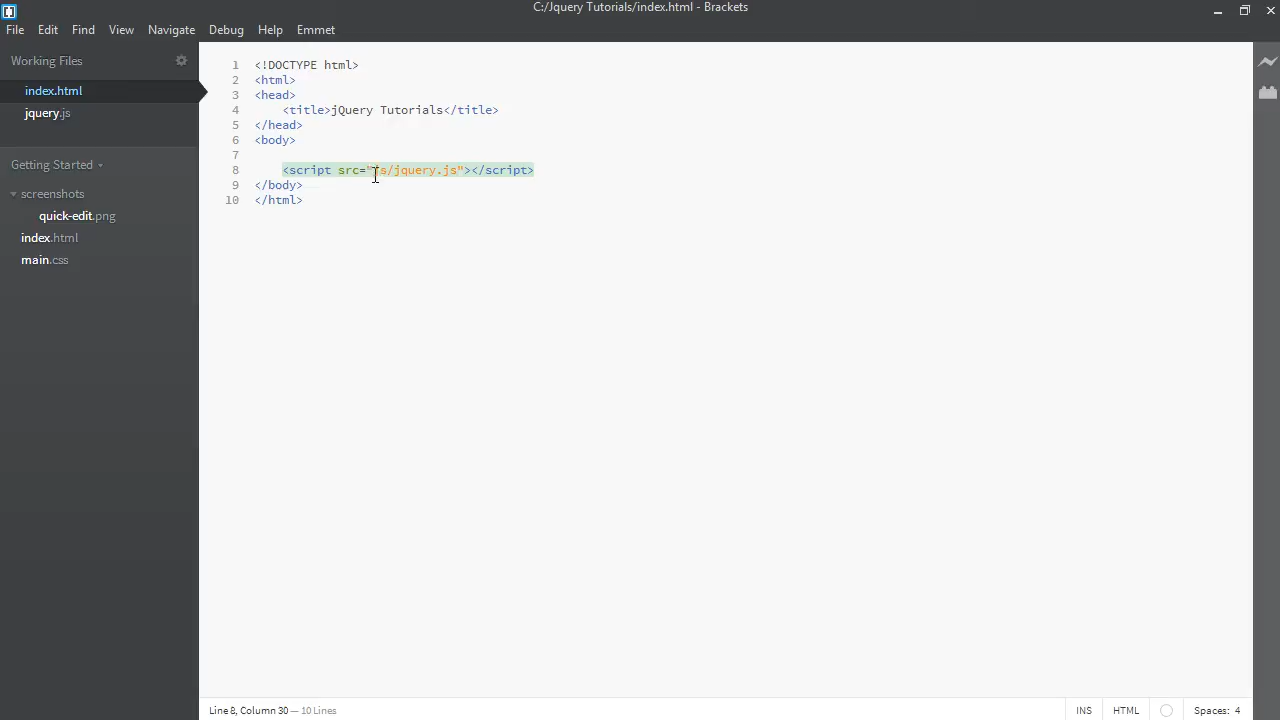 C:/Jquery Tutorials/index.html - Brackets
File Edit Find View Navigate Debug Help Emmet
Working Files
index.html
jquery.js
Getting Started
screenshots
quick-edit.png
index.html
main.css
1 <!DOCTYPE html>
2 <html>
3 <head>
4 <title>jQuery Tutorials</title>
5 </head>
6 <body>
7
8 <script src="js/jquery.js"></script>
9 </body>
10 </html>
Line 8, Column 30 — 10 Lines
INS HTML Spaces: 4